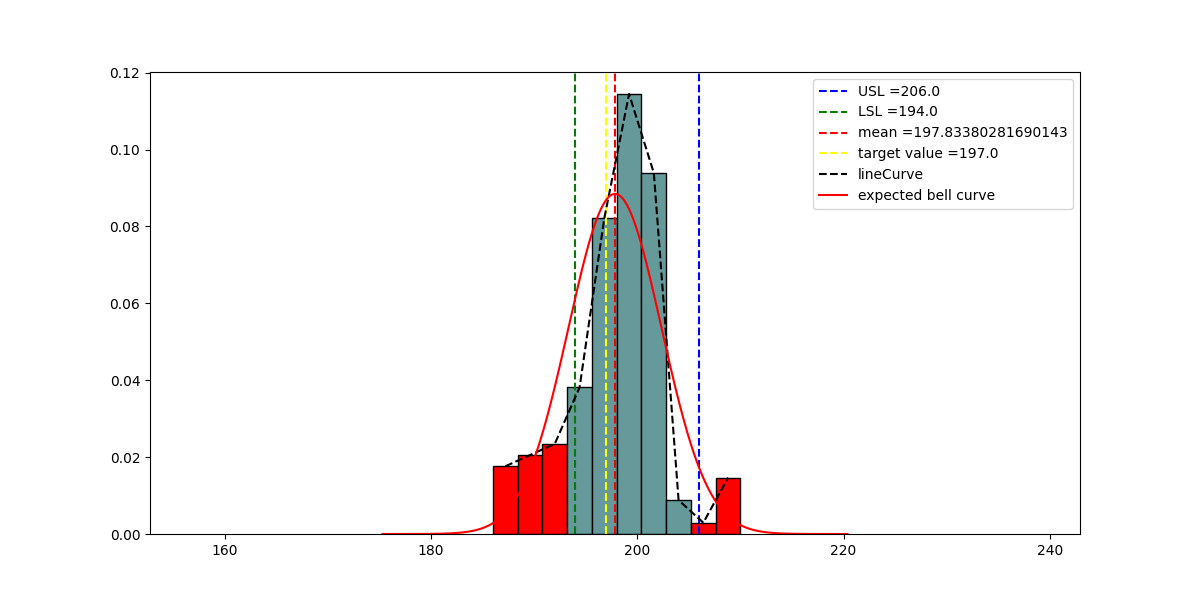 0.12
0.10
0.08
0.06
0.04
0.02
0.00
160
180
200
220
240
USL =206.0
LSL =194.0
mean =197.83380281690143
target value =197.0
lineCurve
expected bell curve